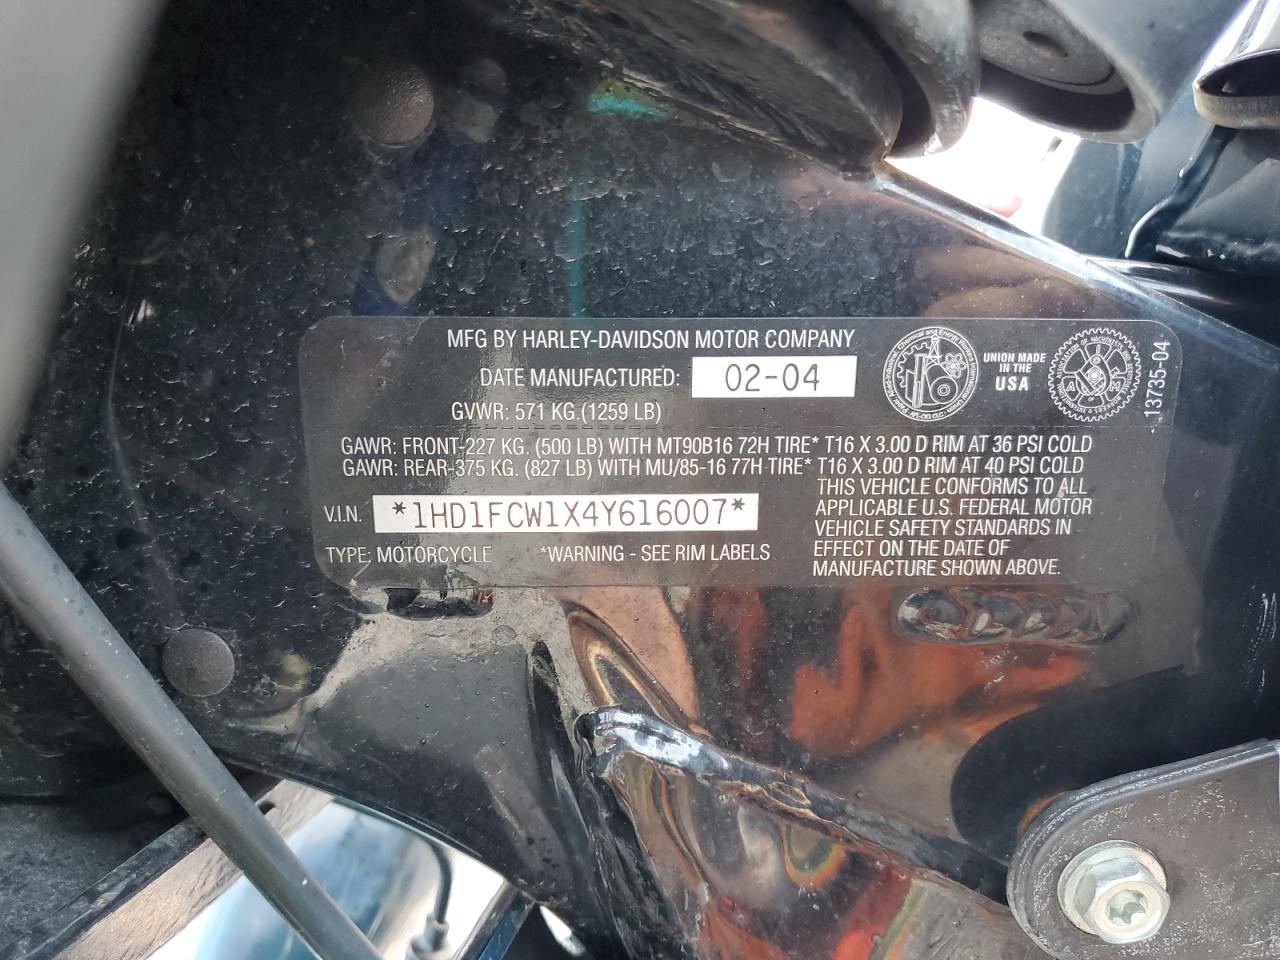 MFG BY HARLEY-DAVIDSON MOTOR COMPANY
DATE MANUFACTURED: 02-04
GVWR: 571 KG.(1259 LB)
UNION MADE
IN THE
USA
13735-04
GAWR: FRONT-227 KG. (500 LB) WITH MT90B16 72H TIRE* T16 X 3.00 D RIM AT 36 PSI COLD
GAWR: REAR-375 KG. (827 LB) WITH MU/85-16 77H TIRE* T16 X 3.00 D RIM AT 40 PSI COLD
THIS VEHICLE CONFORMS TO ALL
APPLICABLE U.S. FEDERAL MOTOR
VEHICLE SAFETY STANDARDS IN
EFFECT ON THE DATE OF
MANUFACTURE SHOWN ABOVE.
V.I.N. *1HD1FCW1X4Y616007*
TYPE: MOTORCYCLE *WARNING - SEE RIM LABELS